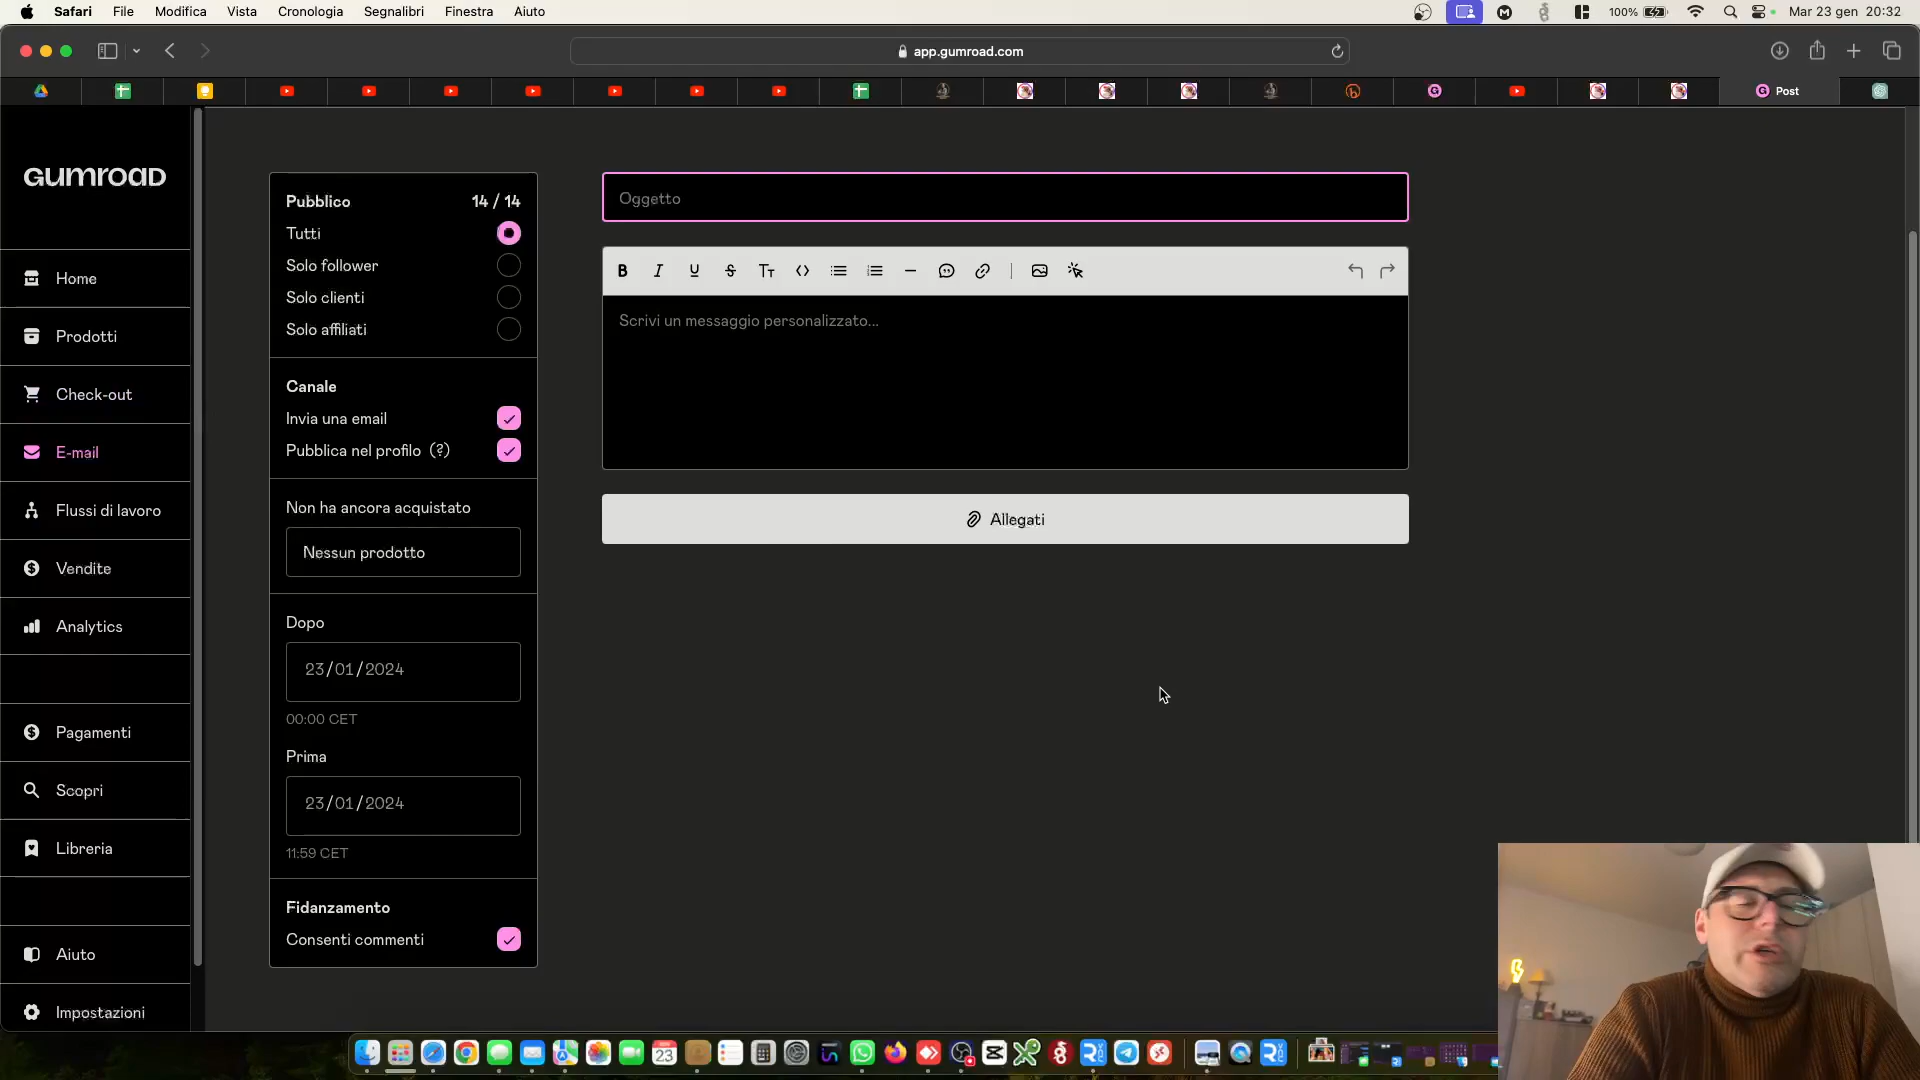 Safari File Modifica Vista Cronologia Segnalibri Finestra Aiuto 100% Mar 23 gen 20:32
app.gumroad.com
Post
GUMROAD
Home
Prodotti
Check-out
E-mail
Flussi di lavoro
Vendite
Analytics
Pagamenti
Scopri
Libreria
Aiuto
Impostazioni
Pubblico 14 / 14
Tutti
Solo follower
Solo clienti
Solo affiliati
Canale
Invia una email
Pubblica nel profilo (?)
Non ha ancora acquistato
Nessun prodotto
Dopo
23/01/2024
00:00 CET
Prima
23/01/2024
11:59 CET
Fidanzamento
Consenti commenti
Oggetto
Scrivi un messaggio personalizzato...
Allegati